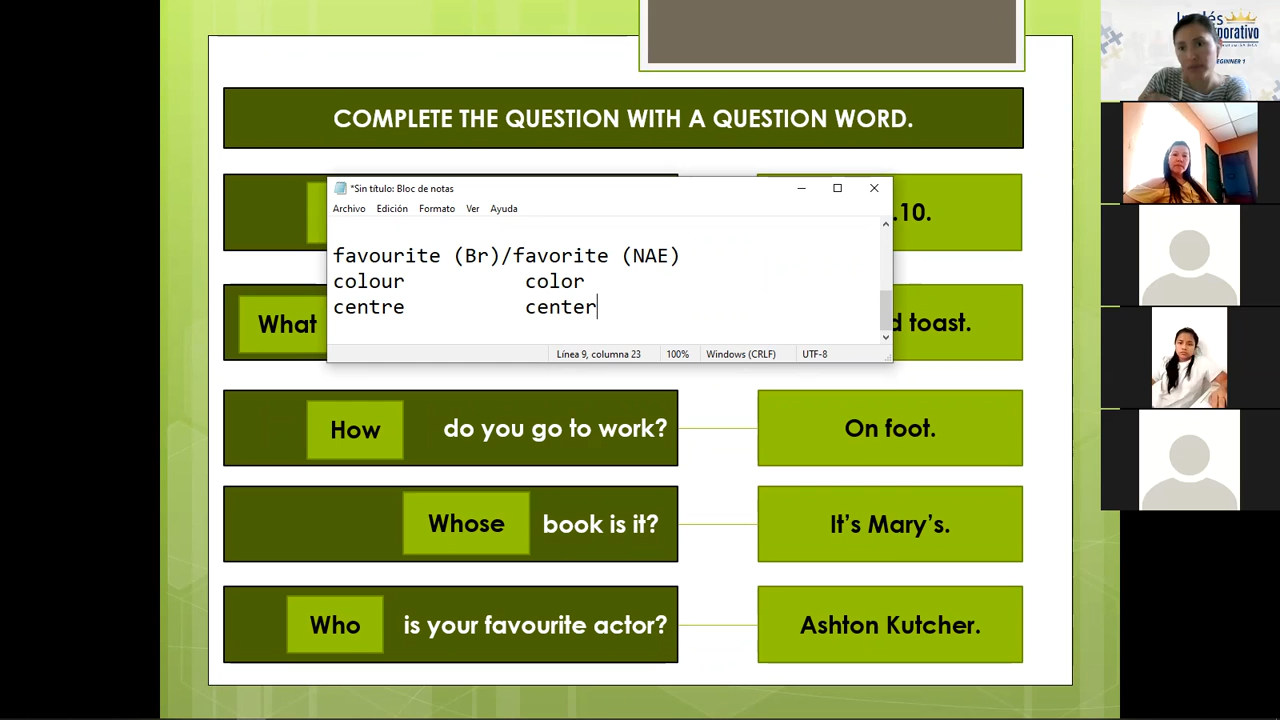 COMPLETE THE QUESTION WITH A QUESTION WORD.
*Sin título: Bloc de notas
Archivo Edición Formato Ver Ayuda
favourite (Br)/favorite (NAE)
colour color
centre center
Línea 9, columna 23 100% Windows (CRLF) UTF-8
.10.
What
toast.
How do you go to work?
On foot.
Whose book is it?
It's Mary's.
Who is your favourite actor?
Ashton Kutcher.